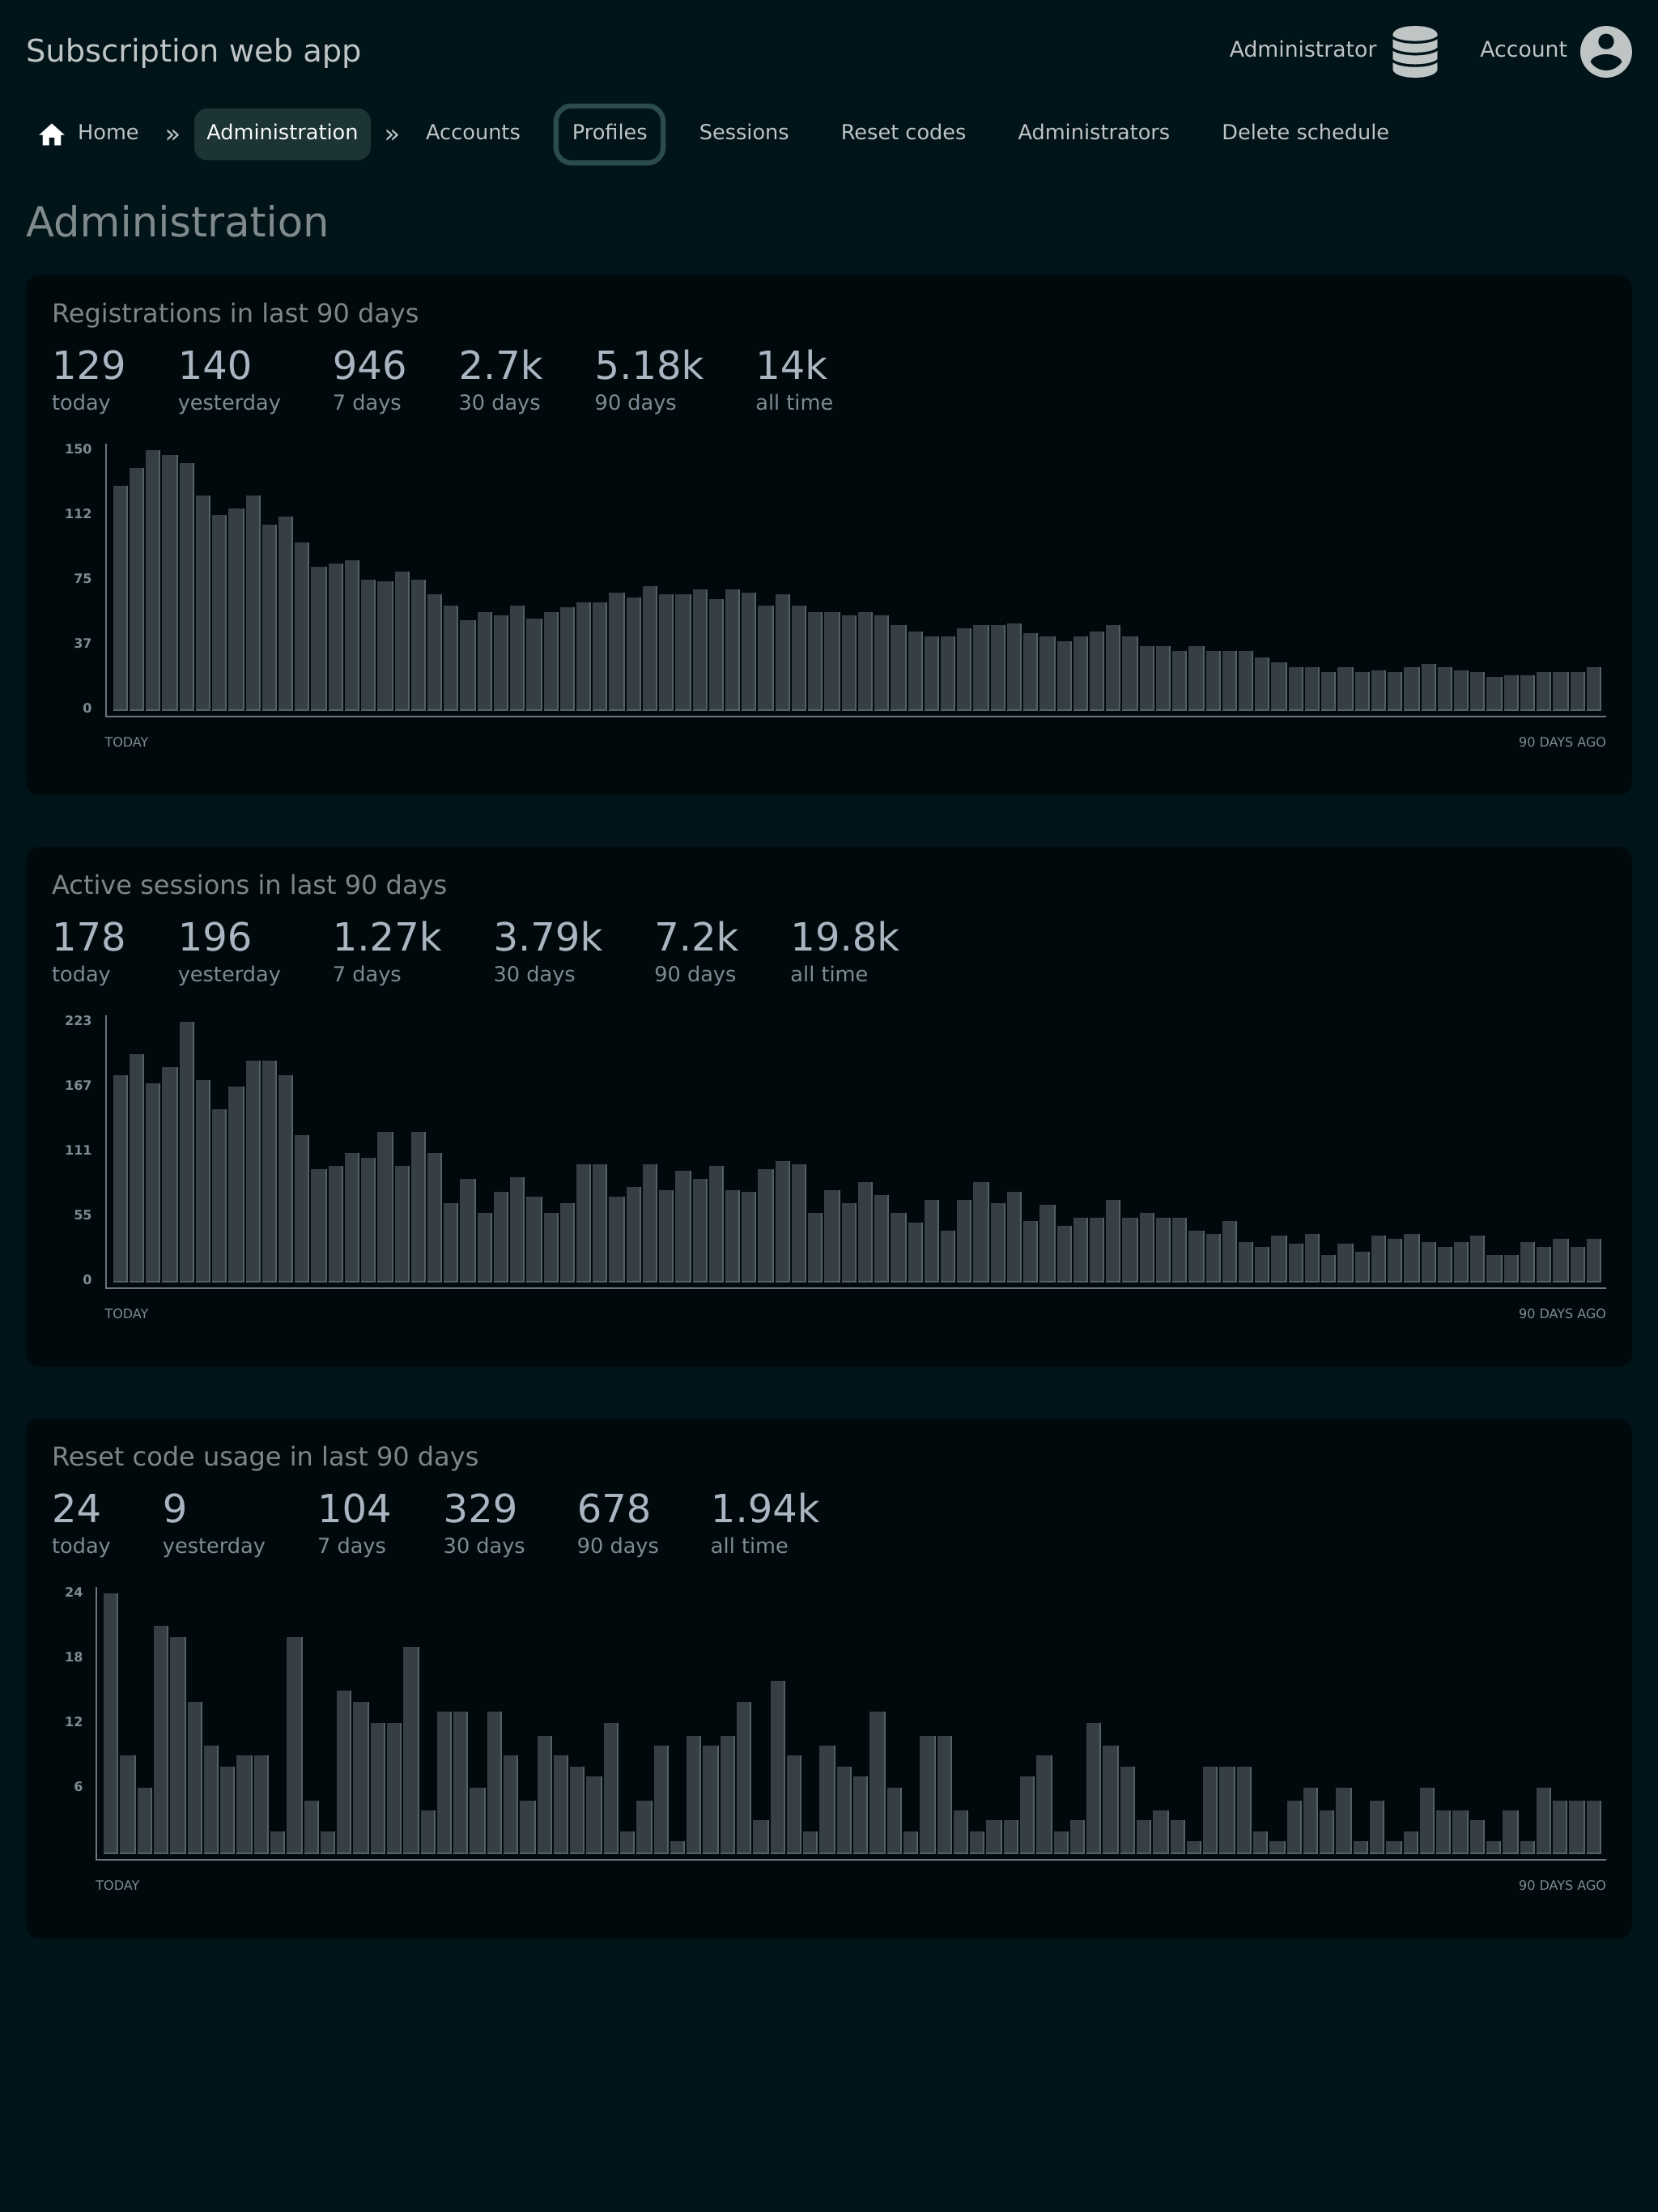 Subscription web app
Administrator
Account
Home » Administration » Accounts Profiles Sessions Reset codes Administrators Delete schedule
Administration
Registrations in last 90 days
129 140 946 2.7k 5.18k 14k
today yesterday 7 days 30 days 90 days all time
150
112
75
37
0
TODAY 90 DAYS AGO
Active sessions in last 90 days
178 196 1.27k 3.79k 7.2k 19.8k
today yesterday 7 days 30 days 90 days all time
223
167
111
55
0
TODAY 90 DAYS AGO
Reset code usage in last 90 days
24 9 104 329 678 1.94k
today yesterday 7 days 30 days 90 days all time
24
18
12
6
TODAY 90 DAYS AGO